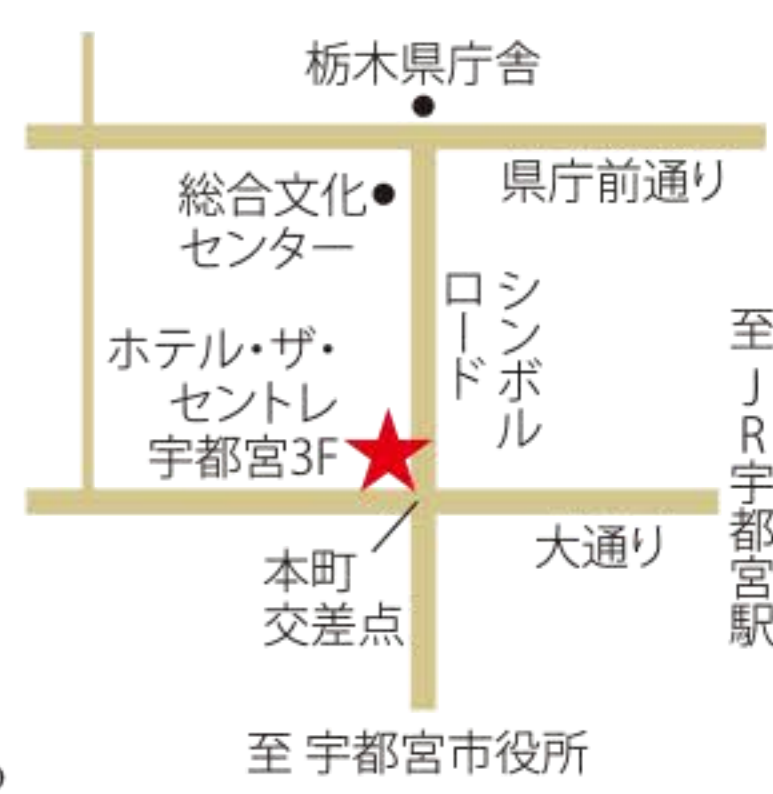 栃木県庁舎
県庁前通り
総合文化
センター
シンボル
ロード
ホテル・ザ・
セントレ
宇都宮3F
至 JR宇都宮駅
大通り
本町
交差点
至 宇都宮市役所